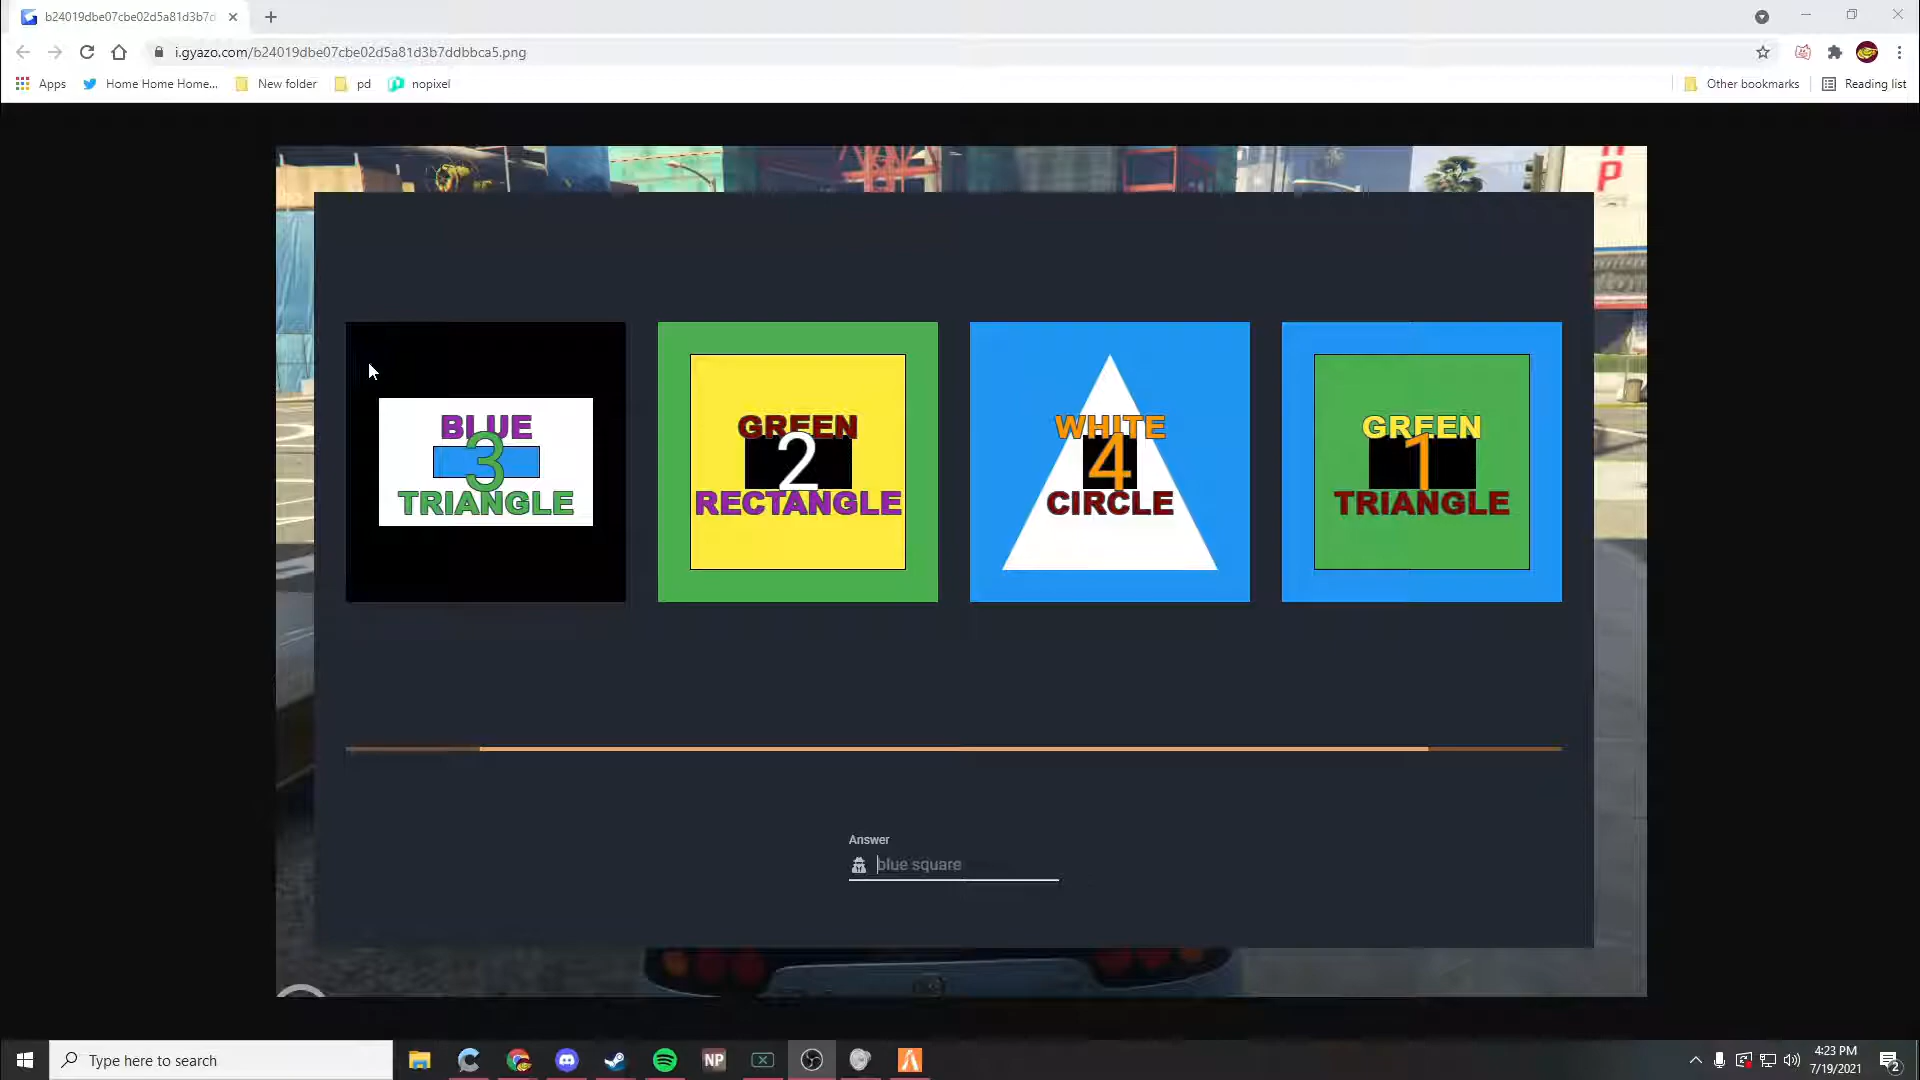 b24019dbe07cbe02d5a81d3b7d
i.gyazo.com/b24019dbe07cbe02d5a81d3b7ddbbca5.png
Apps
Home Home Home...
New folder
pd
nopixel
Other bookmarks
Reading list
P
BLUE
3
TRIANGLE
GREEN
2
RECTANGLE
WHITE
4
CIRCLE
GREEN
1
TRIANGLE
Answer
blue square
Type here to search
NP
4:23 PM
7/19/2021
2